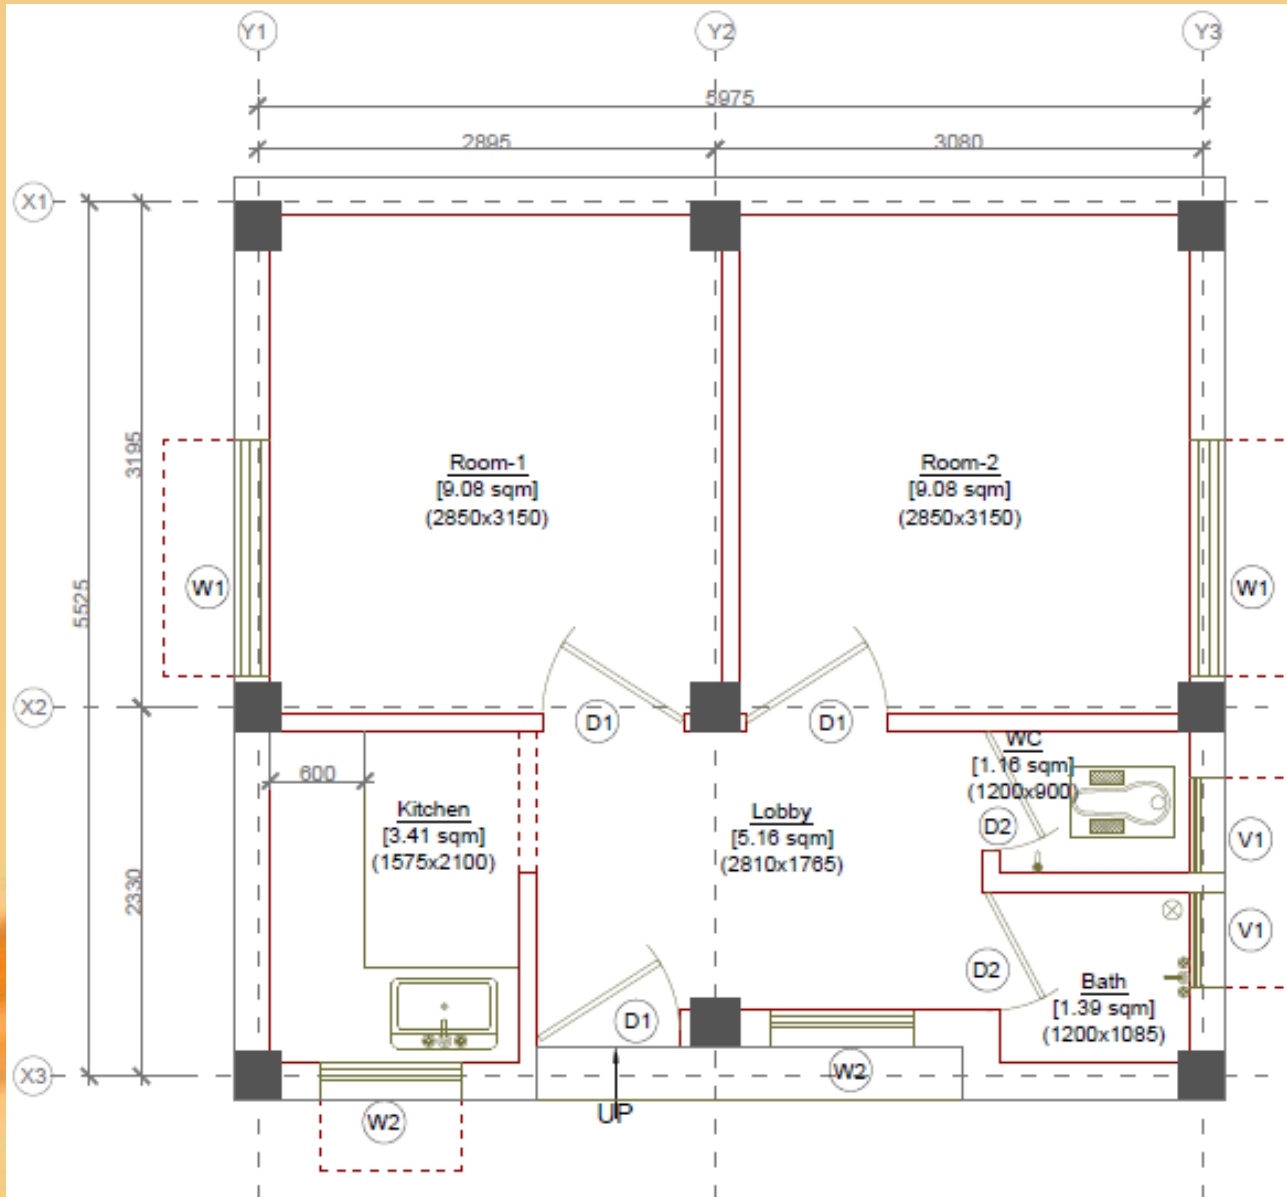 Y1
Y2
Y3
5975
2895
3080
X1
3195
5525
Room-1
[9.08 sqm]
(2850x3150)
Room-2
[9.08 sqm]
(2850x3150)
W1
W1
X2
D1
D1
600
2330
Kitchen
[3.41 sqm]
(1575x2100)
Lobby
[5.16 sqm]
(2810x1765)
WC
[1.16 sqm]
(1200x900)
D2
V1
V1
D2
Bath
[1.39 sqm]
(1200x1085)
D1
X3
W2
W2
UP